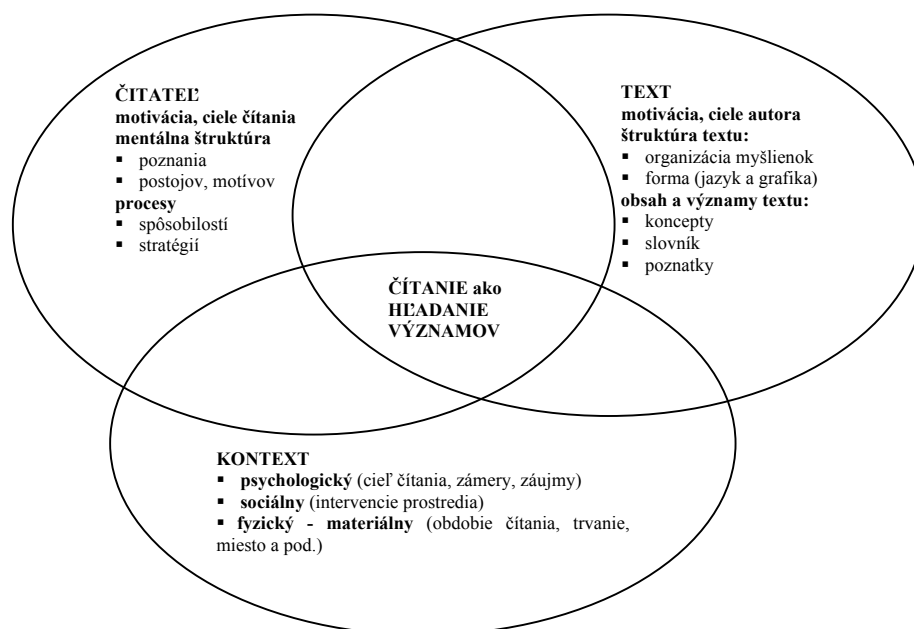 ČITATEĽ
motivácia, ciele čítania
mentálna štruktúra
▪ poznania
▪ postojov, motívov
procesy
▪ spôsobilostí
▪ stratégií
TEXT
motivácia, ciele autora
štruktúra textu:
▪ organizácia myšlienok
▪ forma (jazyk a grafika)
obsah a významy textu:
▪ koncepty
▪ slovník
▪ poznatky
ČÍTANIE ako
HĽADANIE
VÝZNAMOV
KONTEXT
▪ psychologický (cieľ čítania, zámery, záujmy)
▪ sociálny (intervencie prostredia)
▪ fyzický - materiálny (obdobie čítania, trvanie,
miesto a pod.)